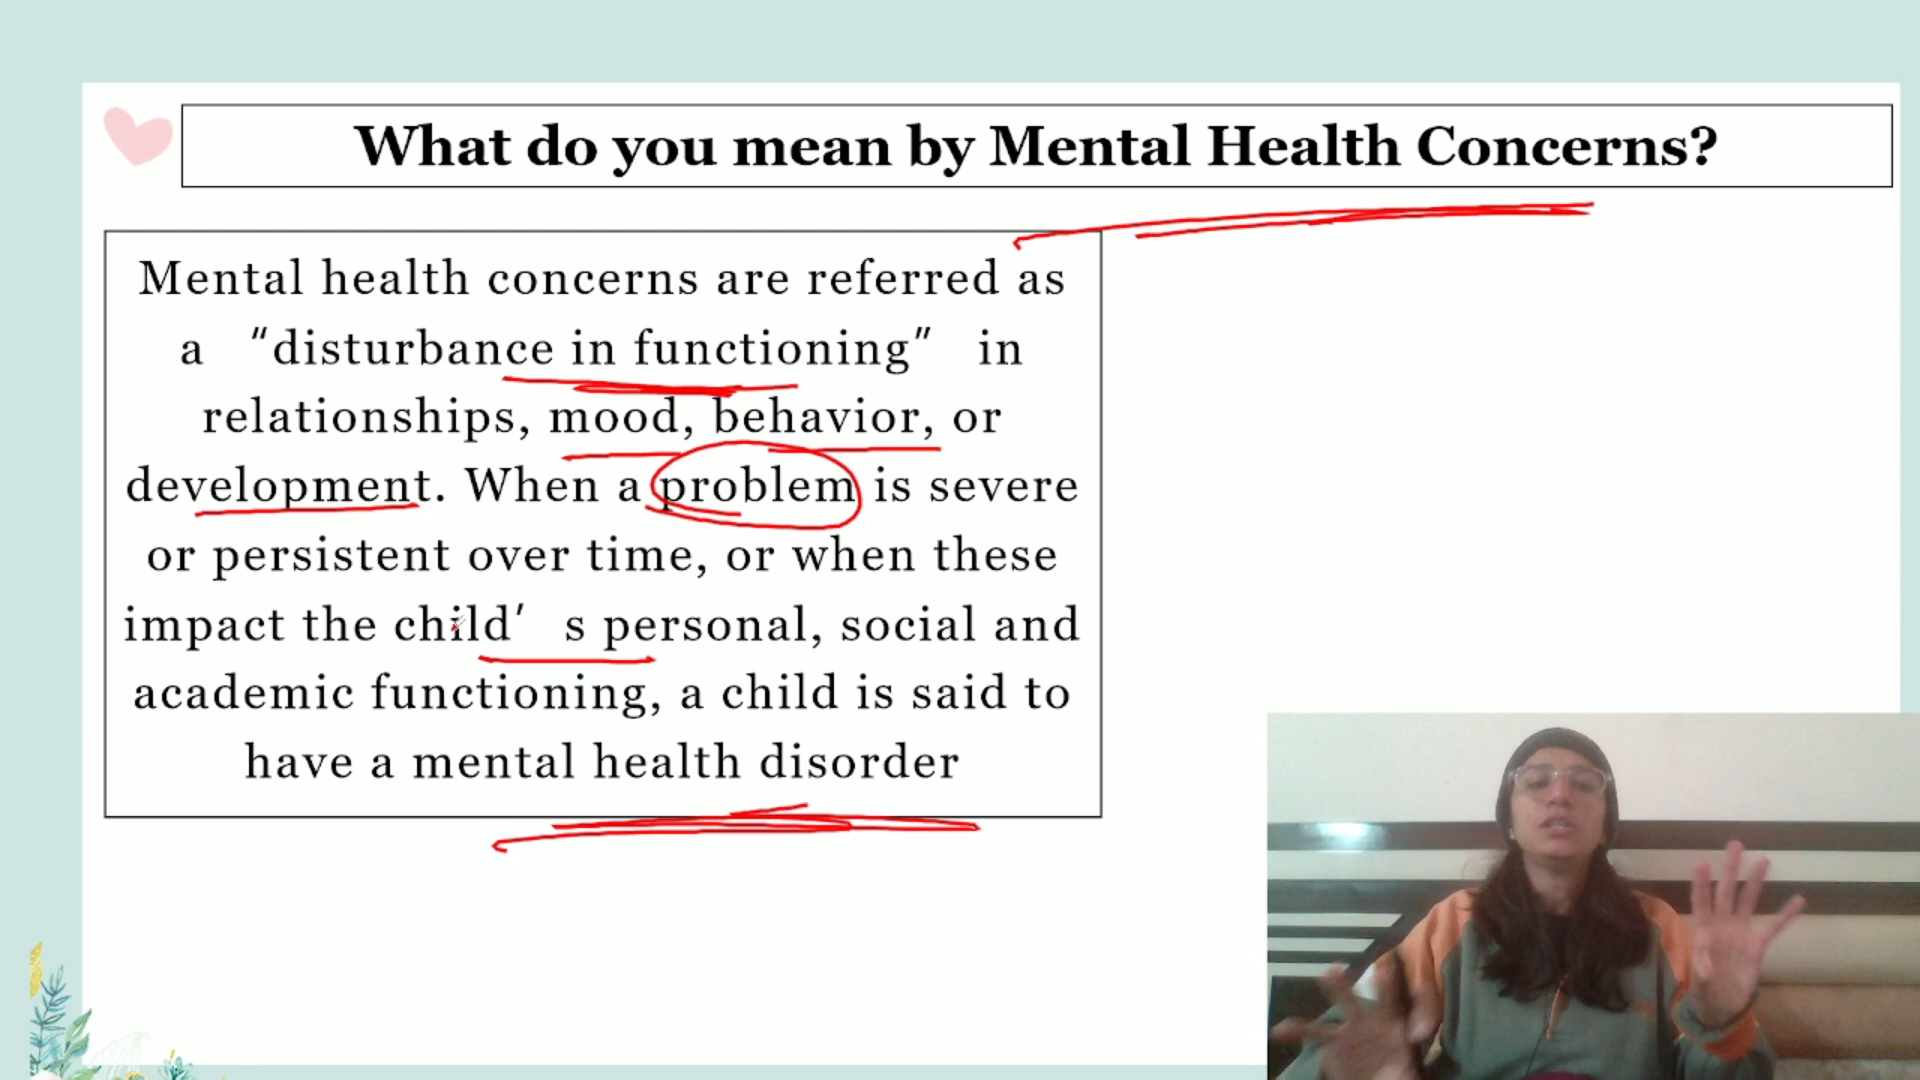 What do you mean by Mental Health Concerns?
Mental health concerns are referred as
a "disturbance in functioning" in
relationships, mood, behavior, or
development. When a problem is severe
or persistent over time, or when these
impact the child' s personal, social and
academic functioning, a child is said to
have a mental health disorder